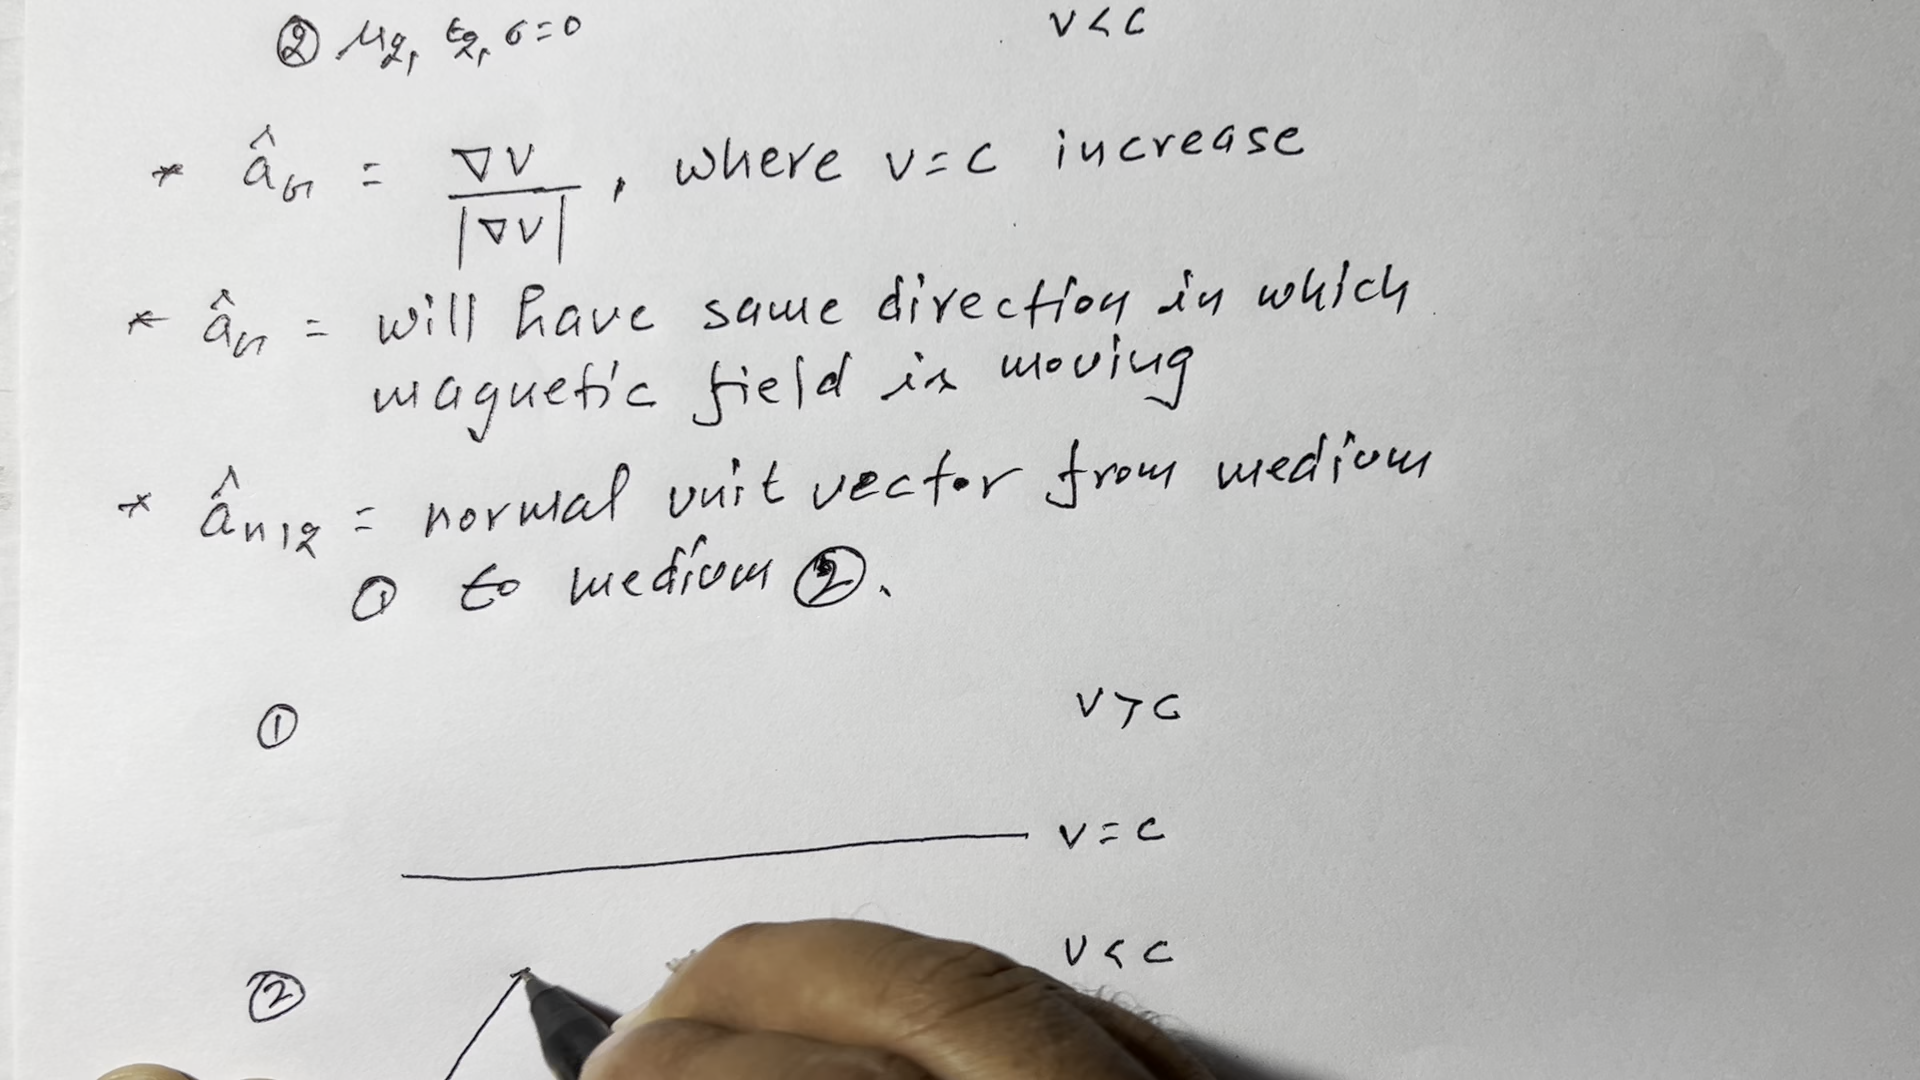 ② μ₂, ε₂, σ=0 V<C
* â_n = ∇V / |∇V| , where V=C increase
* â_n = will have same direction in which
magnetic field is moving
* â_n12 = normal unit vector from medium
① to medium ②.
① V>C
V=C
② V<C